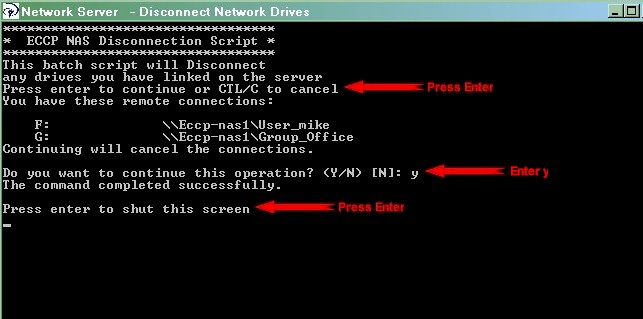 Network Server - Disconnect Network Drives
**********************************
* ECCP NAS Disconnection Script *
**********************************
This batch script will Disconnect
any drives you have linked on the server
Press enter to continue or CTL/C to cancel
Press Enter
You have these remote connections:
F: \\Eccp-nas1\User_mike
G: \\Eccp-nas1\Group_Office
Continuing will cancel the connections.
Do you want to continue this operation? (Y/N) [N]: y
Enter y
The command completed successfully.
Press enter to shut this screen
Press Enter